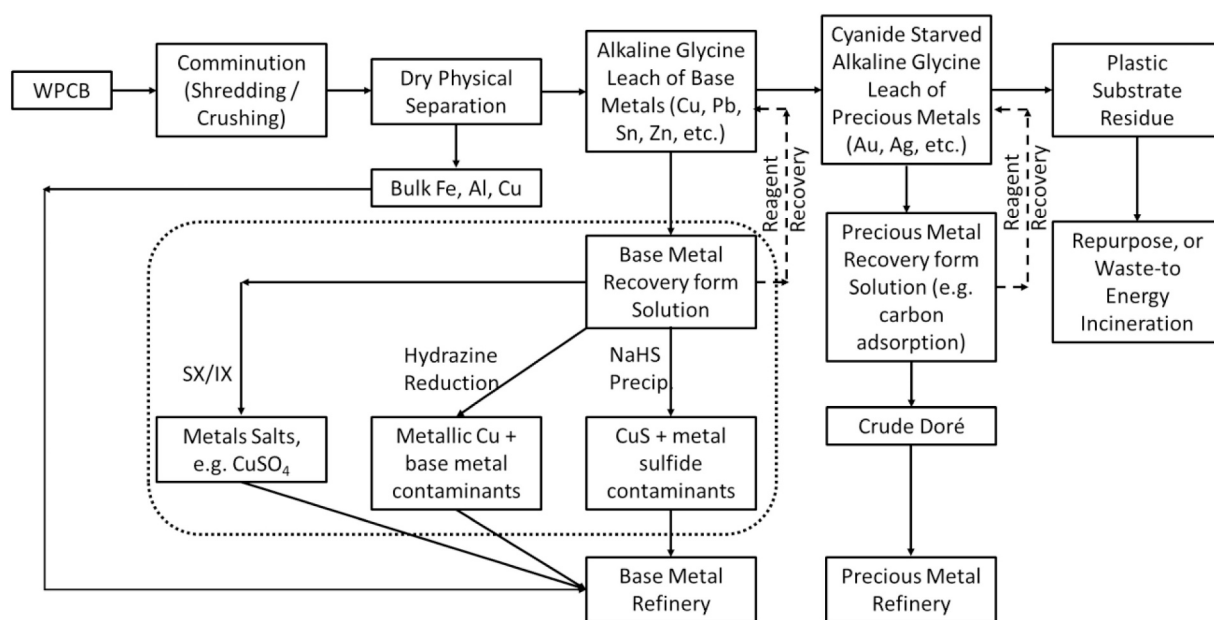 WPCB
Comminution
(Shredding /
Crushing)
Dry Physical
Separation
Alkaline Glycine
Leach of Base
Metals (Cu, Pb,
Sn, Zn, etc.)
Cyanide Starved
Alkaline Glycine
Leach of
Precious Metals
(Au, Ag, etc.)
Plastic
Substrate
Residue
Bulk Fe, Al, Cu
Reagent
Recovery
Reagent
Recovery
Base Metal
Recovery form
Solution
Precious Metal
Recovery form
Solution (e.g.
carbon
adsorption)
Repurpose, or
Waste-to
Energy
Incineration
SX/IX
Hydrazine
Reduction
NaHS
Precip.
Metals Salts,
e.g. CuSO₄
Metallic Cu +
base metal
contaminants
CuS + metal
sulfide
contaminants
Crude Doré
Base Metal
Refinery
Precious Metal
Refinery